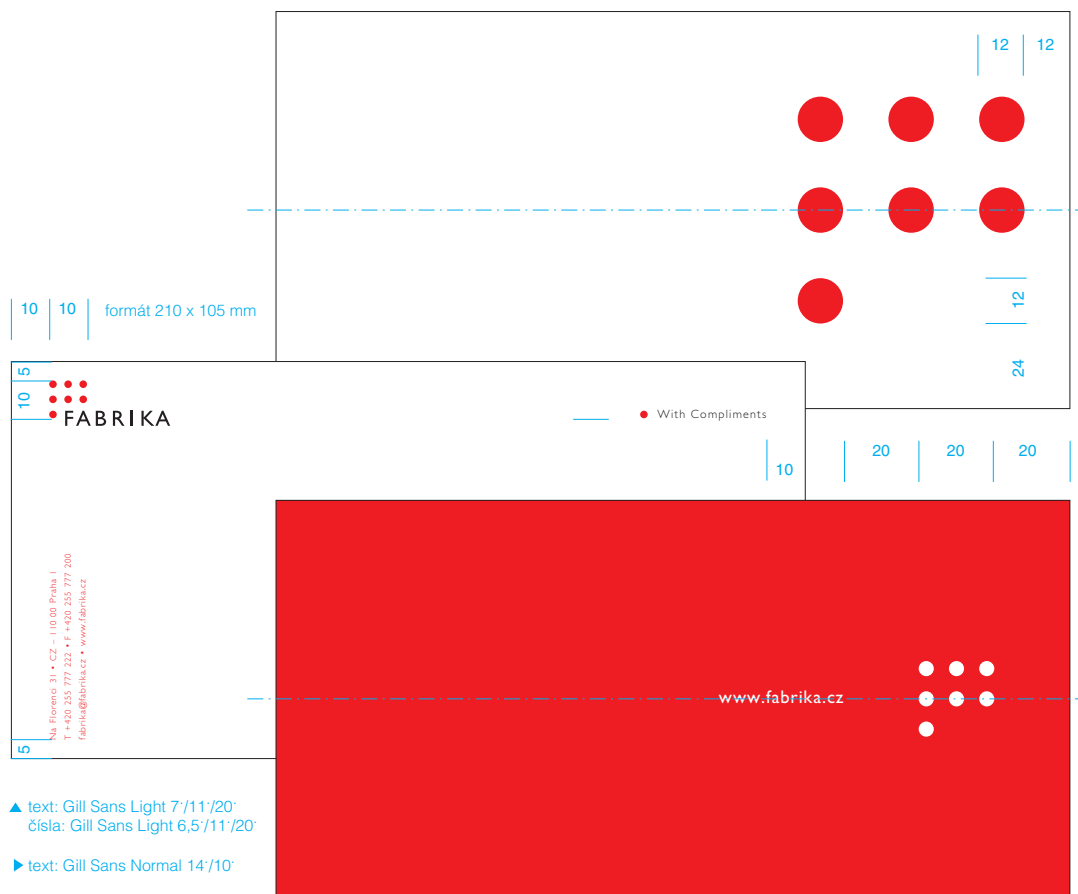 12 12
12
24
10 10 formát 210 x 105 mm
5
10
FABRIKA
With Compliments
10
20 20 20
Na Florenci 31 • CZ – 110 00 Praha 1
T +420 255 777 222 • F +420 255 777 200
fabrika@fabrika.cz • www.fabrika.cz
5
www.fabrika.cz
▲ text: Gill Sans Light 7·/11·/20·
čísla: Gill Sans Light 6,5·/11·/20·
▶ text: Gill Sans Normal 14·/10·